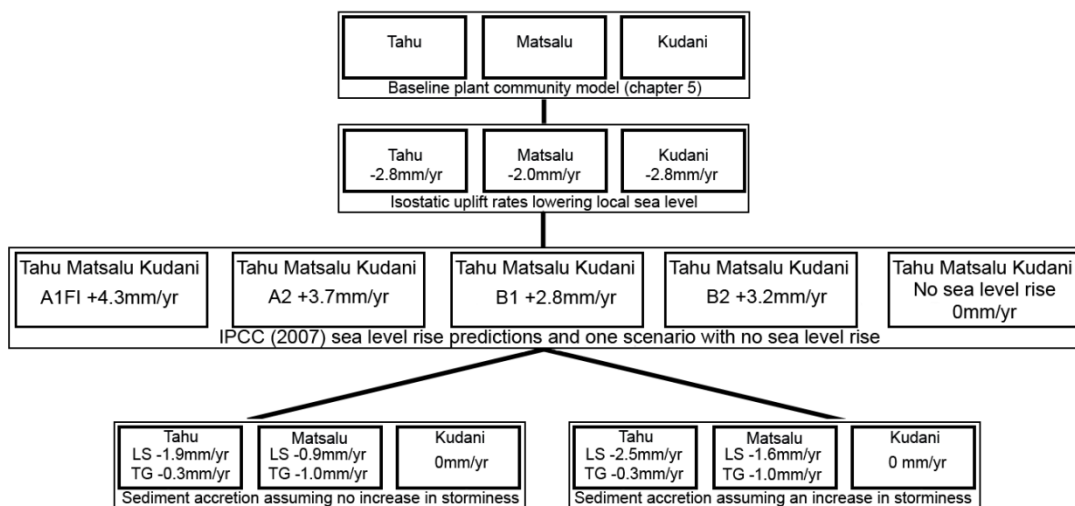 Tahu
Matsalu
Kudani
Baseline plant community model (chapter 5)
Tahu
-2.8mm/yr
Matsalu
-2.0mm/yr
Kudani
-2.8mm/yr
Isostatic uplift rates lowering local sea level
Tahu Matsalu Kudani
A1FI +4.3mm/yr
Tahu Matsalu Kudani
A2 +3.7mm/yr
Tahu Matsalu Kudani
B1 +2.8mm/yr
Tahu Matsalu Kudani
B2 +3.2mm/yr
Tahu Matsalu Kudani
No sea level rise
0mm/yr
IPCC (2007) sea level rise predictions and one scenario with no sea level rise
Tahu
LS -1.9mm/yr
TG -0.3mm/yr
Matsalu
LS -0.9mm/yr
TG -1.0mm/yr
Kudani
0mm/yr
Sediment accretion assuming no increase in storminess
Tahu
LS -2.5mm/yr
TG -0.3mm/yr
Matsalu
LS -1.6mm/yr
TG -1.0mm/yr
Kudani
0 mm/yr
Sediment accretion assuming an increase in storminess